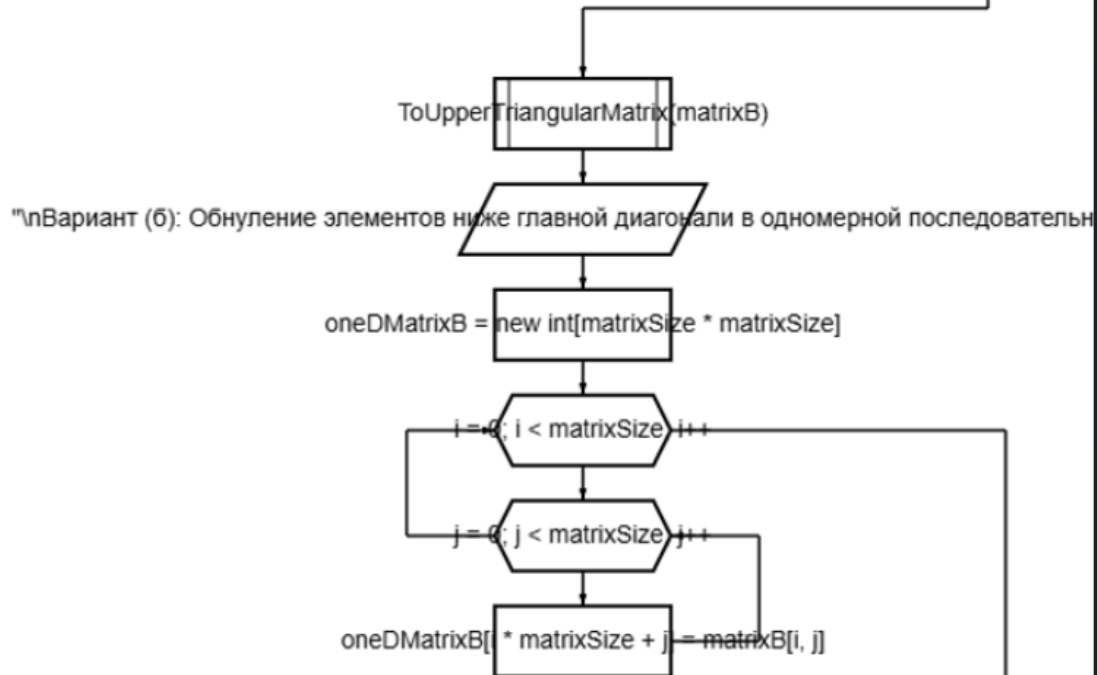 ToUpperTriangularMatrix(matrixB)
"\nВариант (б): Обнуление элементов ниже главной диагонали в одномерной последовательн
oneDMatrixB = new int[matrixSize * matrixSize]
i = 0; i < matrixSize; i++
j = 0; j < matrixSize; j++
oneDMatrixB[i * matrixSize + j] = matrixB[i, j]